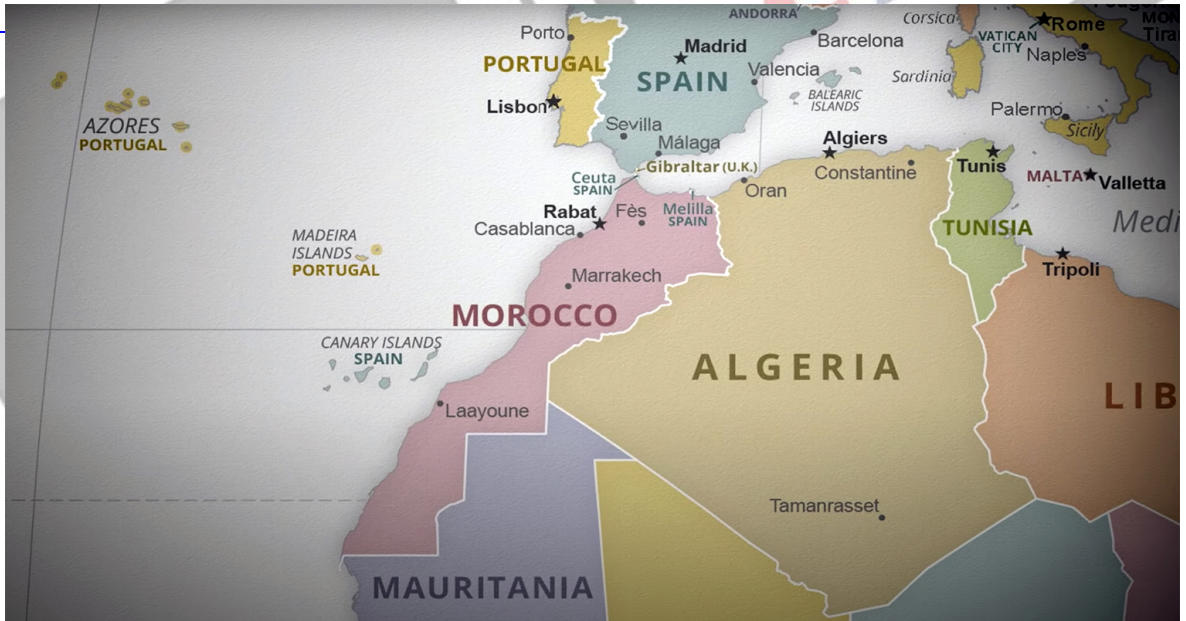 ANDORRA
Corsica
Rome
Porto
Madrid
Barcelona
VATICAN
CITY
Naples
PORTUGAL
SPAIN
Valencia
Sardinia
BALEARIC
ISLANDS
Lisbon
Palermo
Sicily
AZORES
PORTUGAL
Sevilla
Málaga
Algiers
Gibraltar (U.K.)
Constantine
Tunis
MALTA
Valletta
Ceuta
SPAIN
Oran
Rabat
Fès
Melilla
SPAIN
Casablanca
TUNISIA
Medi
MADEIRA
ISLANDS
PORTUGAL
Tripoli
Marrakech
MOROCCO
CANARY ISLANDS
SPAIN
ALGERIA
LIB
Laayoune
Tamanrasset
MAURITANIA